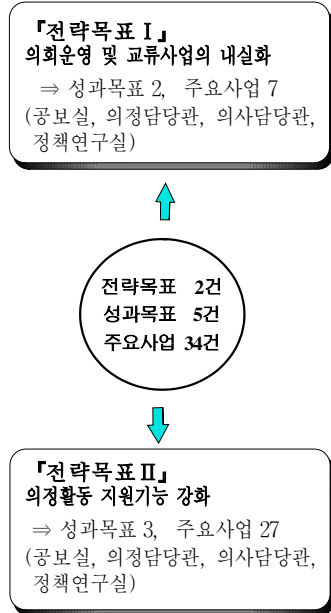 『전략목표Ⅰ』
의회운영 및 교류사업의 내실화
⇒ 성과목표 2, 주요사업 7
(공보실, 의정담당관, 의사담당관,
정책연구실)
전략목표 2건
성과목표 5건
주요사업 34건
『전략목표Ⅱ』
의정활동 지원기능 강화
⇒ 성과목표 3, 주요사업 27
(공보실, 의정담당관, 의사담당관,
정책연구실)